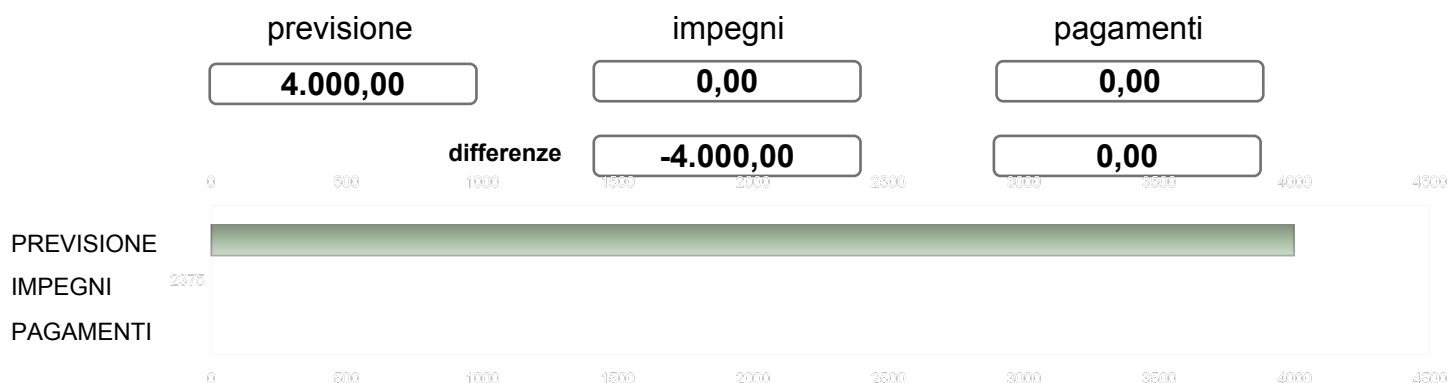 previsione impegni pagamenti
4.000,00 0,00 0,00
differenze -4.000,00 0,00
0 500 1000 1500 2000 2500 3000 3500 4000 4500
PREVISIONE
IMPEGNI 2375
PAGAMENTI
0 500 1000 1500 2000 2500 3000 3500 4000 4500